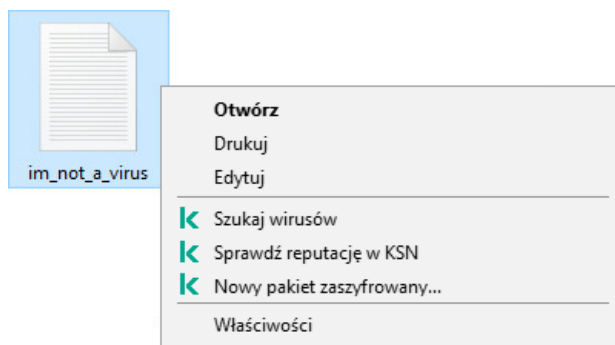 im_not_a_virus
Otwórz
Drukuj
Edytuj
Szukaj wirusów
Sprawdź reputację w KSN
Nowy pakiet zaszyfrowany...
Właściwości